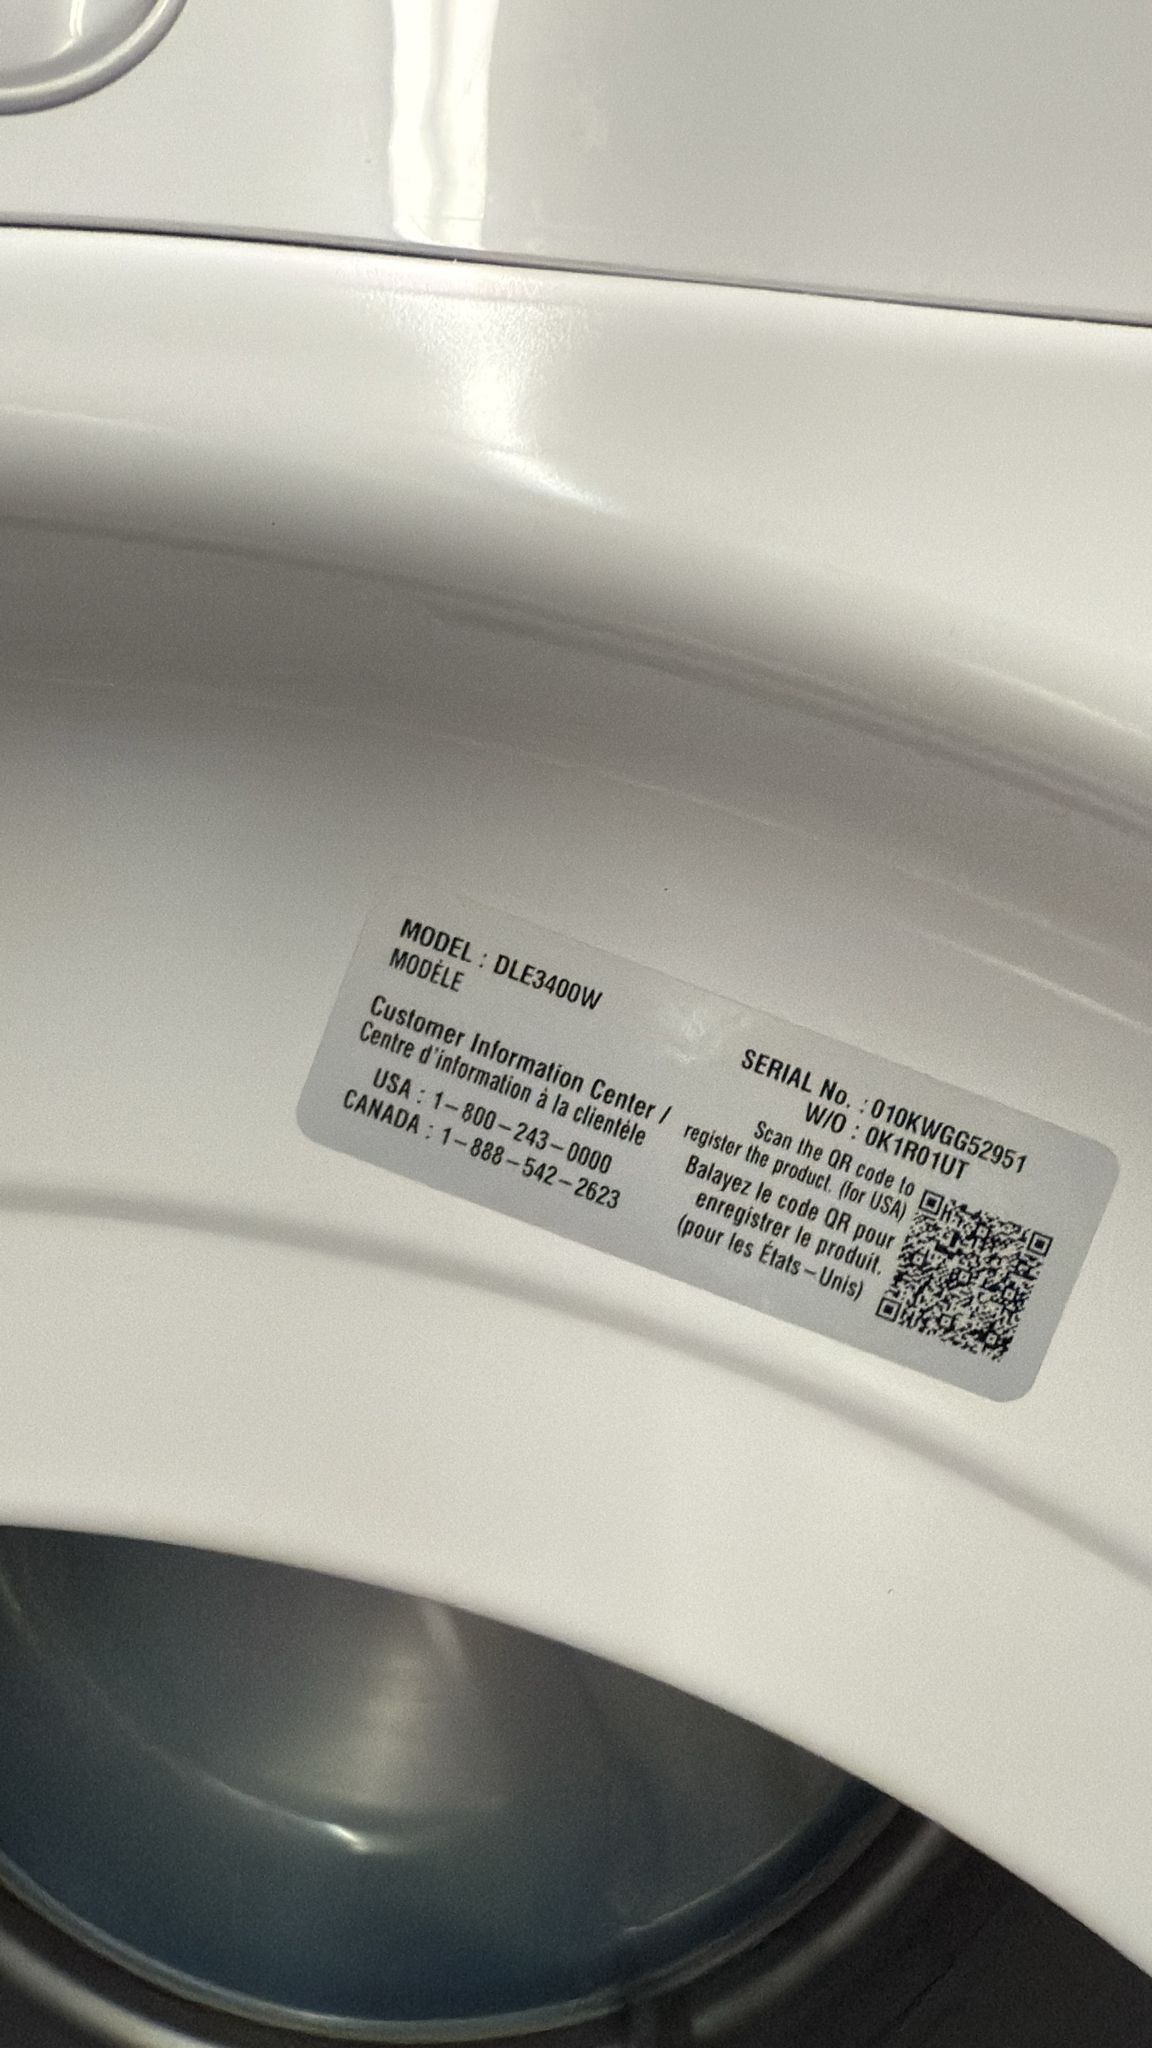 MODEL : DLE3400W
MODÈLE
Customer Information Center /
Centre d'information à la clientéle
USA : 1-800-243-0000
CANADA : 1-888-542-2623
SERIAL No. : 010KWGG52951
W/O : 0K1R01UT
Scan the QR code to
register the product. (for USA)
Balayez le code QR pour
enregistrer le produit.
(pour les États-Unis)